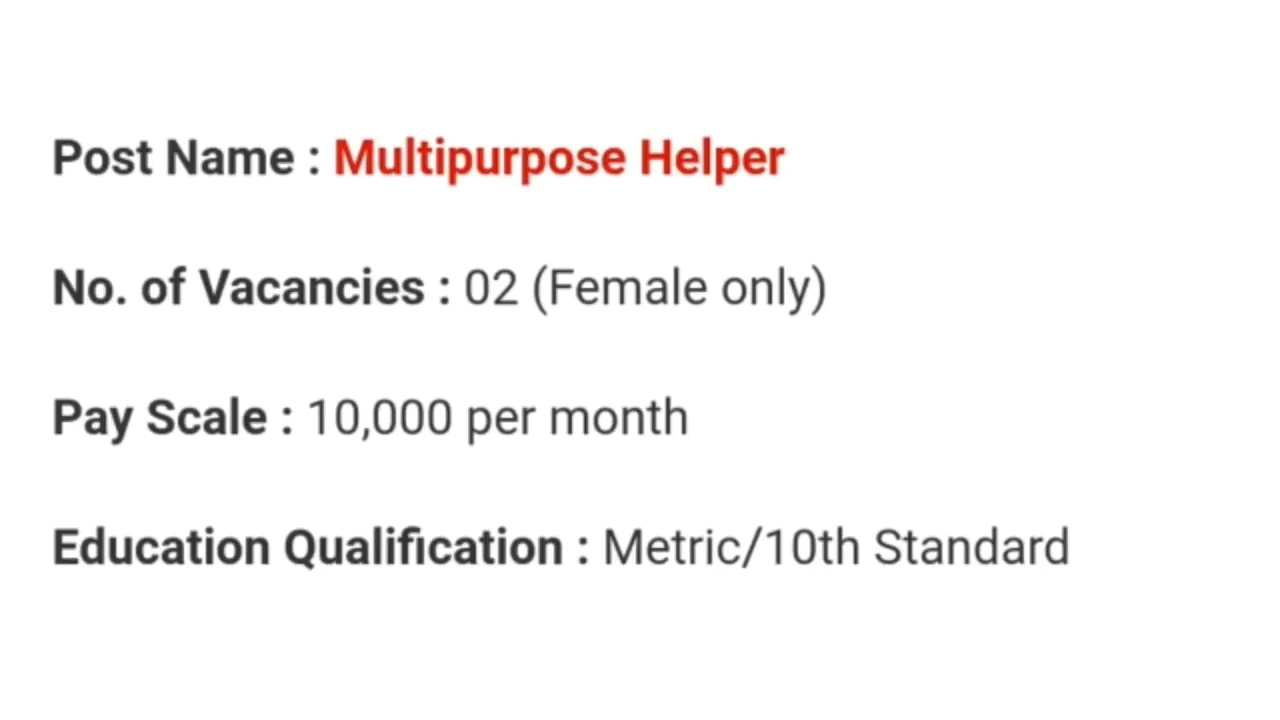 Post Name : Multipurpose Helper
No. of Vacancies : 02 (Female only)
Pay Scale : 10,000 per month
Education Qualification : Metric/10th Standard